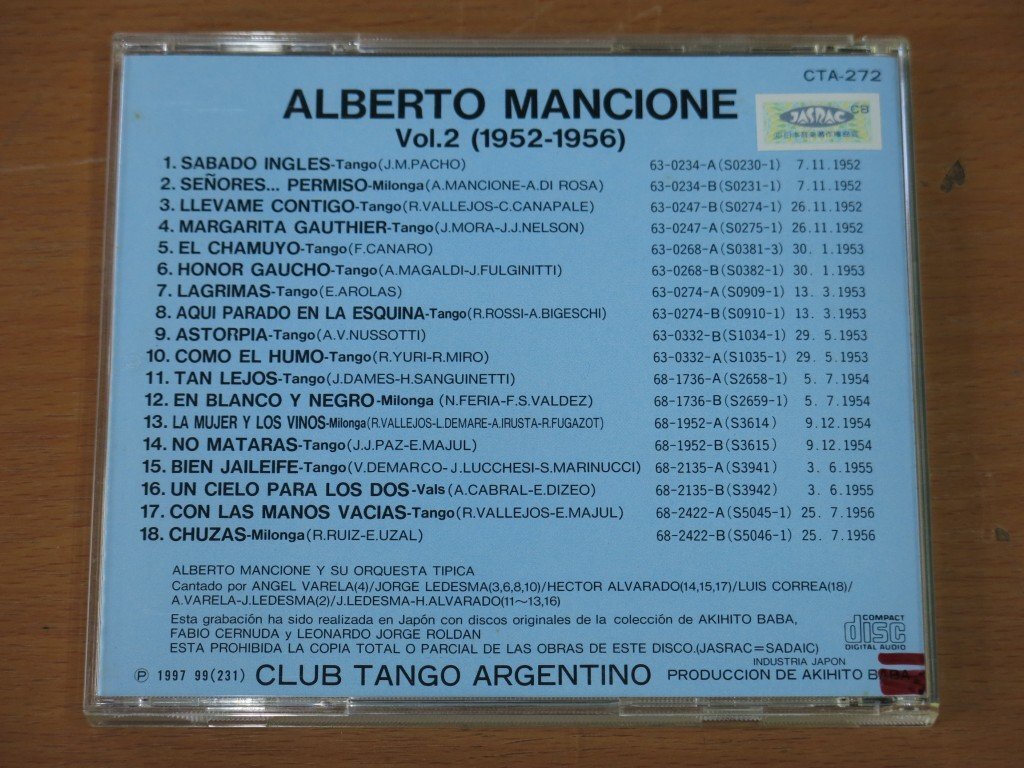 CTA-272
ALBERTO MANCIONE
JASRAC CB
Vol.2 (1952-1956)
1. SABADO INGLES-Tango(J.M.PACHO) 63-0234-A(S0230-1) 7.11.1952
2. SEÑORES... PERMISO-Milonga(A.MANCIONE-A.DI ROSA) 63-0234-B(S0231-1) 7.11.1952
3. LLEVAME CONTIGO-Tango(R.VALLEJOS-C.CANAPALE) 63-0247-B(S0274-1) 26.11.1952
4. MARGARITA GAUTHIER-Tango(J.MORA-J.J.NELSON) 63-0247-A(S0275-1) 26.11.1952
5. EL CHAMUYO-Tango(F.CANARO) 63-0268-A(S0381-3) 30. 1.1953
6. HONOR GAUCHO-Tango(A.MAGALDI-J.FULGINITTI) 63-0268-B(S0382-1) 30. 1.1953
7. LAGRIMAS-Tango(E.AROLAS) 63-0274-A(S0909-1) 13. 3.1953
8. AQUI PARADO EN LA ESQUINA-Tango(R.ROSSI-A.BIGESCHI) 63-0274-B(S0910-1) 13. 3.1953
9. ASTORPIA-Tango(A.V.NUSSOTTI) 63-0332-B(S1034-1) 29. 5.1953
10. COMO EL HUMO-Tango(R.YURI-R.MIRO) 63-0332-A(S1035-1) 29. 5.1953
11. TAN LEJOS-Tango(J.DAMES-H.SANGUINETTI) 68-1736-A(S2658-1) 5. 7.1954
12. EN BLANCO Y NEGRO-Milonga (N.FERIA-F.S.VALDEZ) 68-1736-B(S2659-1) 5. 7.1954
13. LA MUJER Y LOS VINOS-Milonga(R.VALLEJOS-L.DEMARE-A.IRUSTA-R.FUGAZOT) 68-1952-A(S3614) 9.12.1954
14. NO MATARAS-Tango(J.J.PAZ-E.MAJUL) 68-1952-B(S3615) 9.12.1954
15. BIEN JAILEIFE-Tango(V.DEMARCO-J.LUCCHESI-S.MARINUCCI) 68-2135-A(S3941) 3. 6.1955
16. UN CIELO PARA LOS DOS-Vals (A.CABRAL-E.DIZEO) 68-2135-B(S3942) 3. 6.1955
17. CON LAS MANOS VACIAS-Tango(R.VALLEJOS-E.MAJUL) 68-2422-A(S5045-1) 25. 7.1956
18. CHUZAS-Milonga(R.RUIZ-E.UZAL) 68-2422-B(S5046-1) 25. 7.1956
ALBERTO MANCIONE Y SU ORQUESTA TIPICA
Cantado por ANGEL VARELA(4)/JORGE LEDESMA(3,6,8,10)/HECTOR ALVARADO(14,15,17)/LUIS CORREA(18)/
A.VARELA-J.LEDESMA(2)/J.LEDESMA-H.ALVARADO(11〜13,16)
Esta grabación ha sido realizada en Japón con discos originales de la colección de AKIHITO BABA,
FABIO CERNUDA y LEONARDO JORGE ROLDAN
ESTA PROHIBIDA LA COPIA TOTAL O PARCIAL DE LAS OBRAS DE ESTE DISCO.(JASRAC=SADAIC)
COMPACT disc DIGITAL AUDIO
INDUSTRIA JAPON
℗ 1997 99(231) CLUB TANGO ARGENTINO PRODUCCION DE AKIHITO BABA